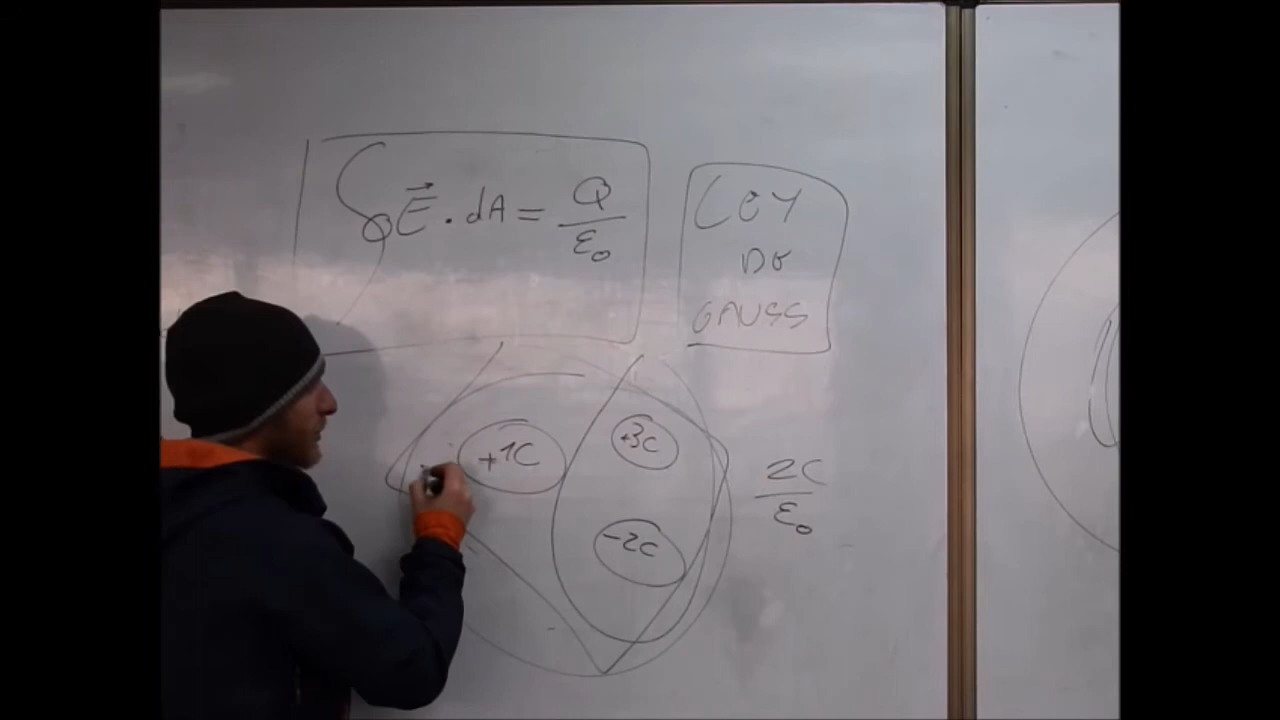 ∮ E⃗ · dA = Q/ε₀
LEY
DE
GAUSS
+1C
+3C
-2C
2C/ε₀